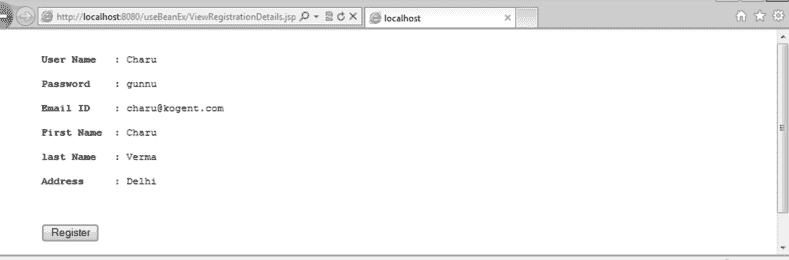 http://localhost:8080/useBeanEx/ViewRegistrationDetails.jsp
localhost
User Name : Charu
Password : gunnu
Email ID : charu@kogent.com
First Name : Charu
last Name : Verma
Address : Delhi
Register